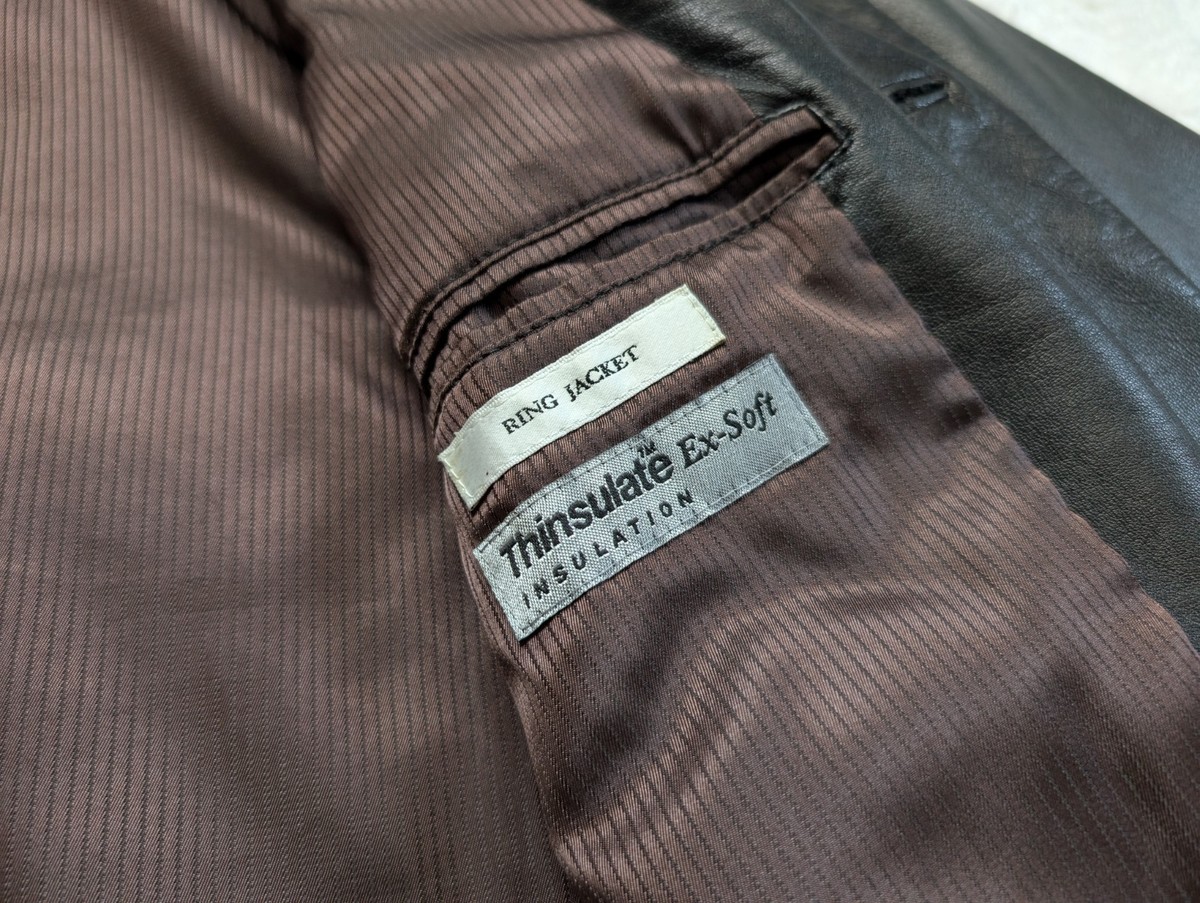 RING JACKET
Thinsulate™ Ex-Soft
INSULATION